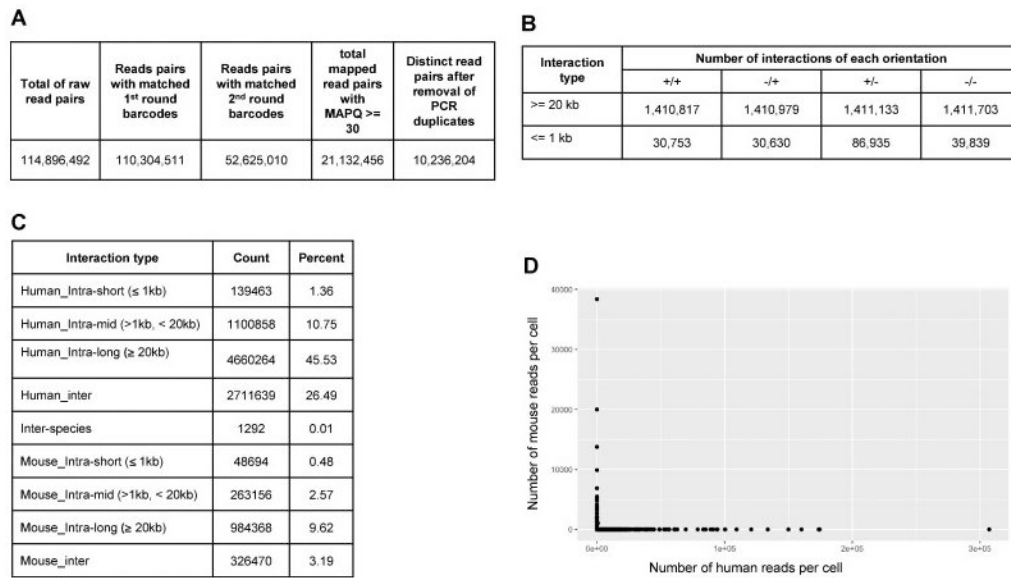 A
Total of raw read pairs
Reads pairs with matched 1st round barcodes
Reads pairs with matched 2nd round barcodes
total mapped read pairs with MAPQ >= 30
Distinct read pairs after removal of PCR duplicates
114,896,492 110,304,511 52,625,010 21,132,456 10,236,204
B
Interaction type
Number of interactions of each orientation
+/+ -/+ +/- -/-
>= 20 kb 1,410,817 1,410,979 1,411,133 1,411,703
<= 1 kb 30,753 30,630 86,935 39,839
C
Interaction type Count Percent
Human_Intra-short (≤ 1kb) 139463 1.36
Human_Intra-mid (>1kb, < 20kb) 1100858 10.75
Human_Intra-long (≥ 20kb) 4660264 45.53
Human_inter 2711639 26.49
Inter-species 1292 0.01
Mouse_Intra-short (≤ 1kb) 48694 0.48
Mouse_Intra-mid (>1kb, < 20kb) 263156 2.57
Mouse_Intra-long (≥ 20kb) 984368 9.62
Mouse_inter 326470 3.19
D
Number of mouse reads per cell
40000
30000
20000
10000
0
0e+00 1e+05 2e+05 3e+05
Number of human reads per cell